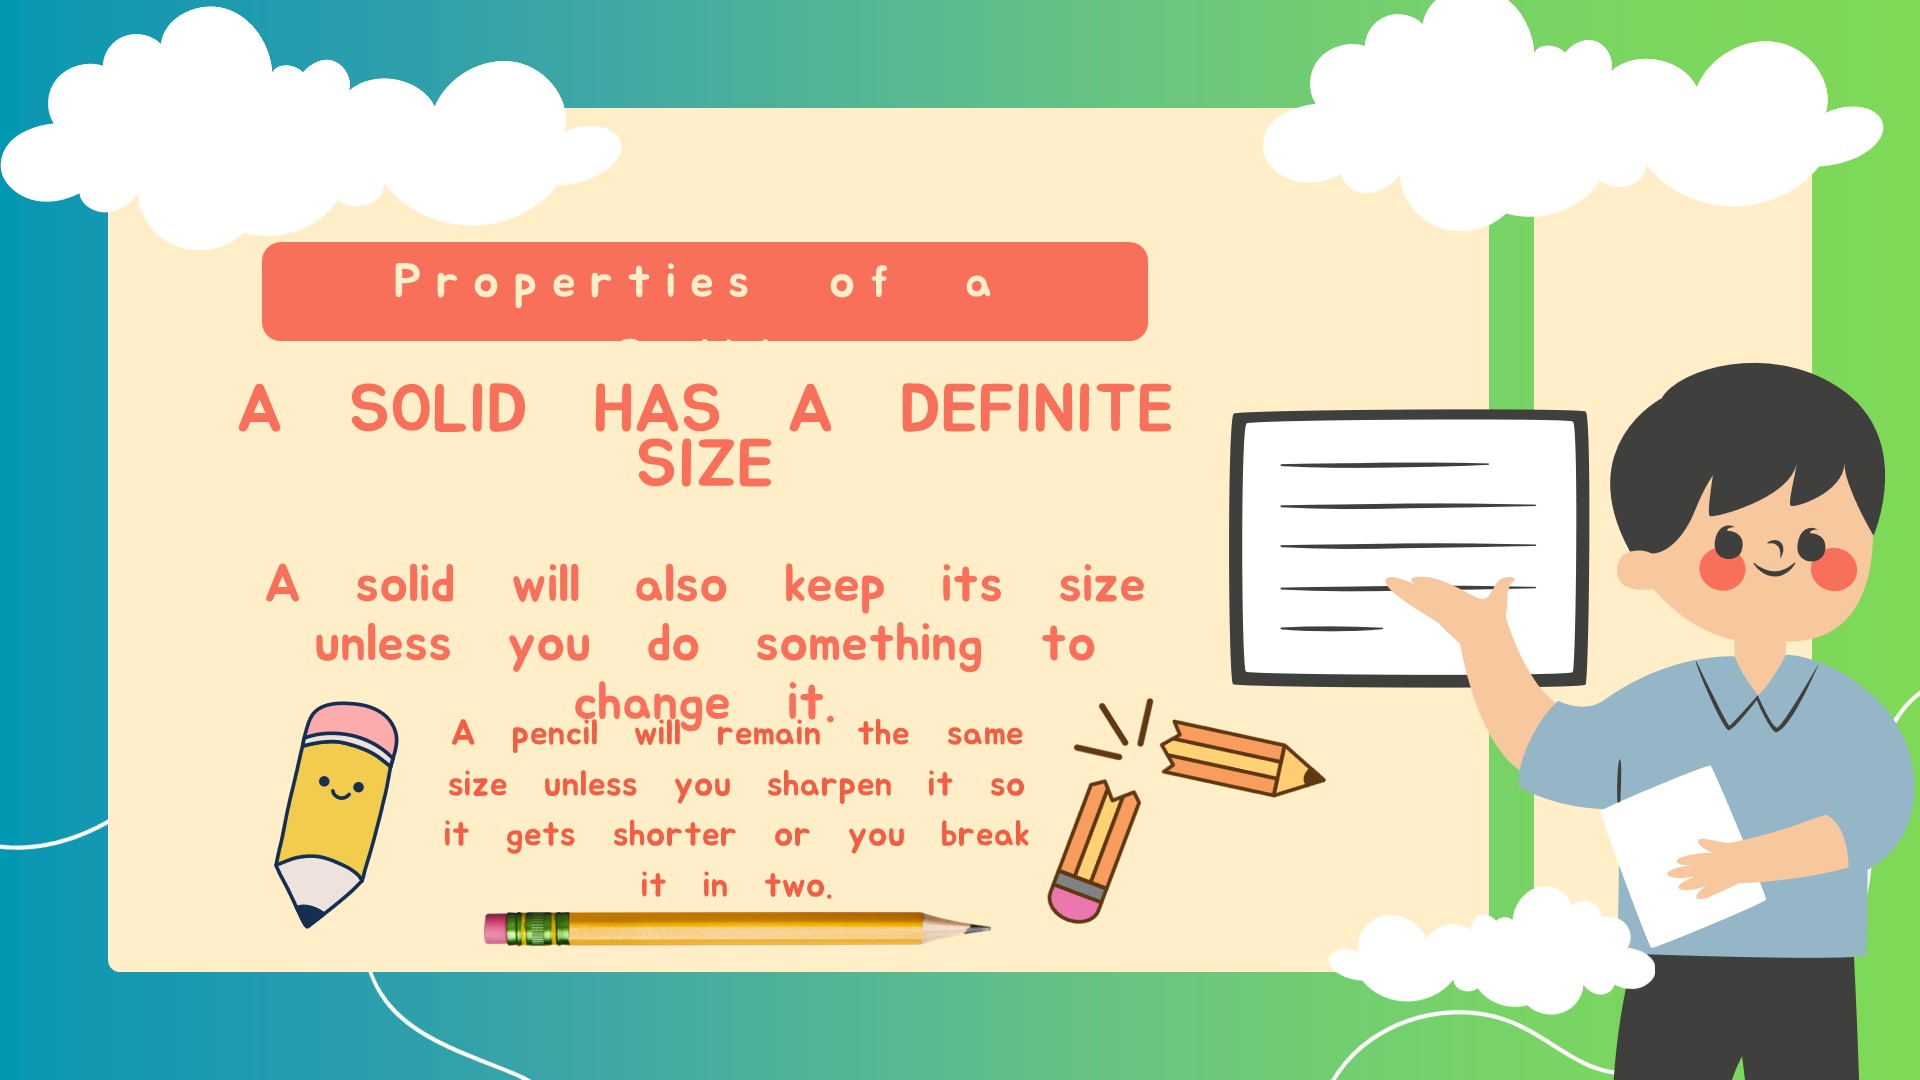 Properties of a
A SOLID HAS A DEFINITE
SIZE
A solid will also keep its size
unless you do something to
change it.
A pencil will remain the same
size unless you sharpen it so
it gets shorter or you break
it in two.